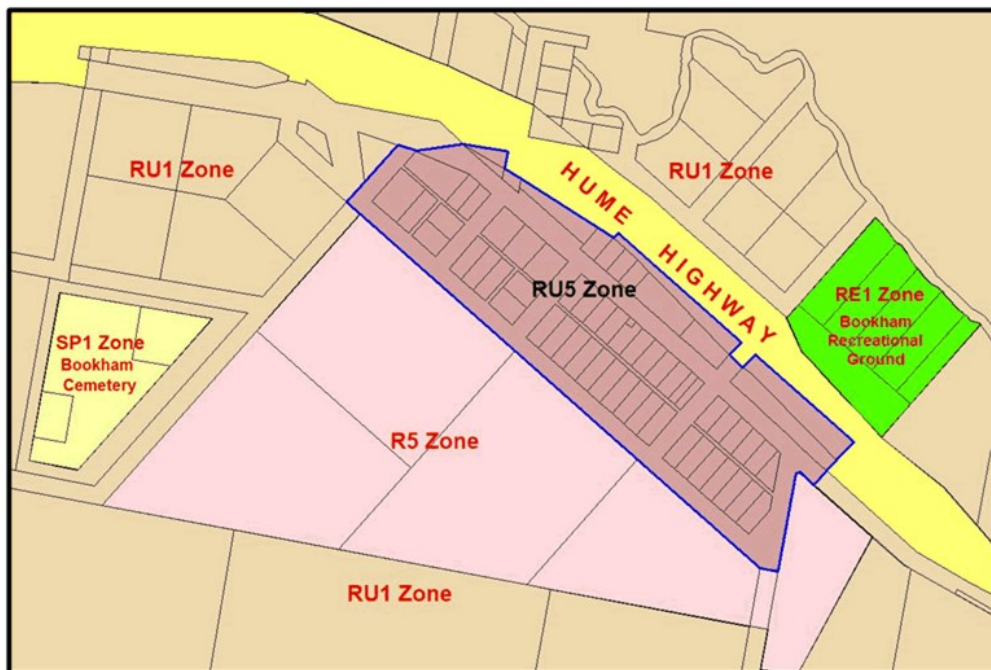 RU1 Zone
RU1 Zone
HUME HIGHWAY
RU5 Zone
RE1 Zone
Bookham
Recreational
Ground
SP1 Zone
Bookham
Cemetery
R5 Zone
RU1 Zone